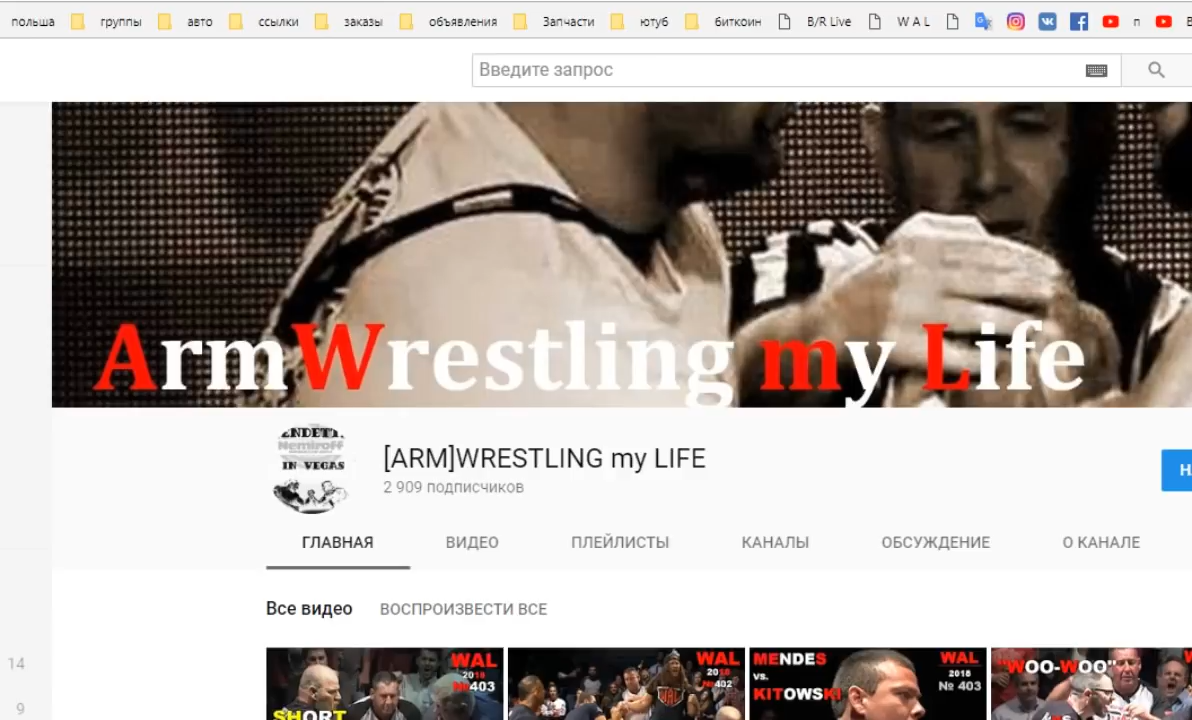 польша группы авто ссылки заказы объявления Запчасти ютуб биткоин B/R Live W A L п
Введите запрос
ArmWrestling my Life
Nemiroff
IN VEGAS
[ARM]WRESTLING my LIFE
2 909 подписчиков
ГЛАВНАЯ ВИДЕО ПЛЕЙЛИСТЫ КАНАЛЫ ОБСУЖДЕНИЕ О КАНАЛЕ
Все видео ВОСПРОИЗВЕСТИ ВСЕ
14
9
WAL
2018
№403
SHORT
WAL
2018
№402
MENDES
vs.
KITOWSKI
WAL
2018
№ 403
"WOO-WOO"